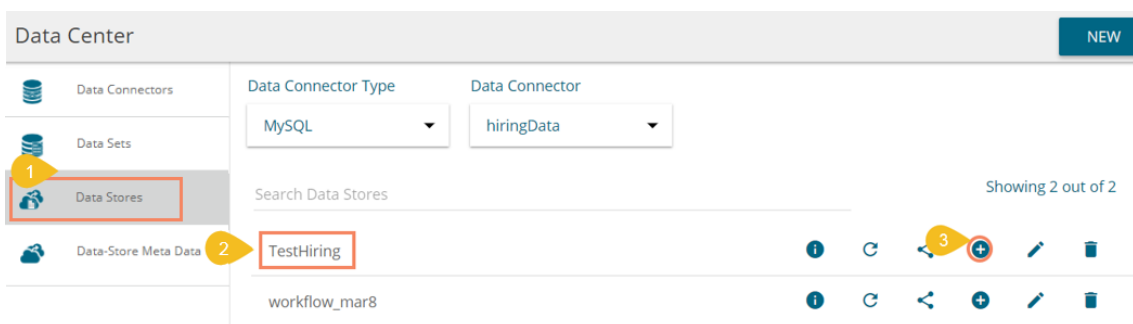 Data Center
NEW
Data Connectors
Data Connector Type
Data Connector
MySQL
hiringData
Data Sets
1
Data Stores
Search Data Stores
Showing 2 out of 2
Data-Store Meta Data
2
TestHiring
3
workflow_mar8